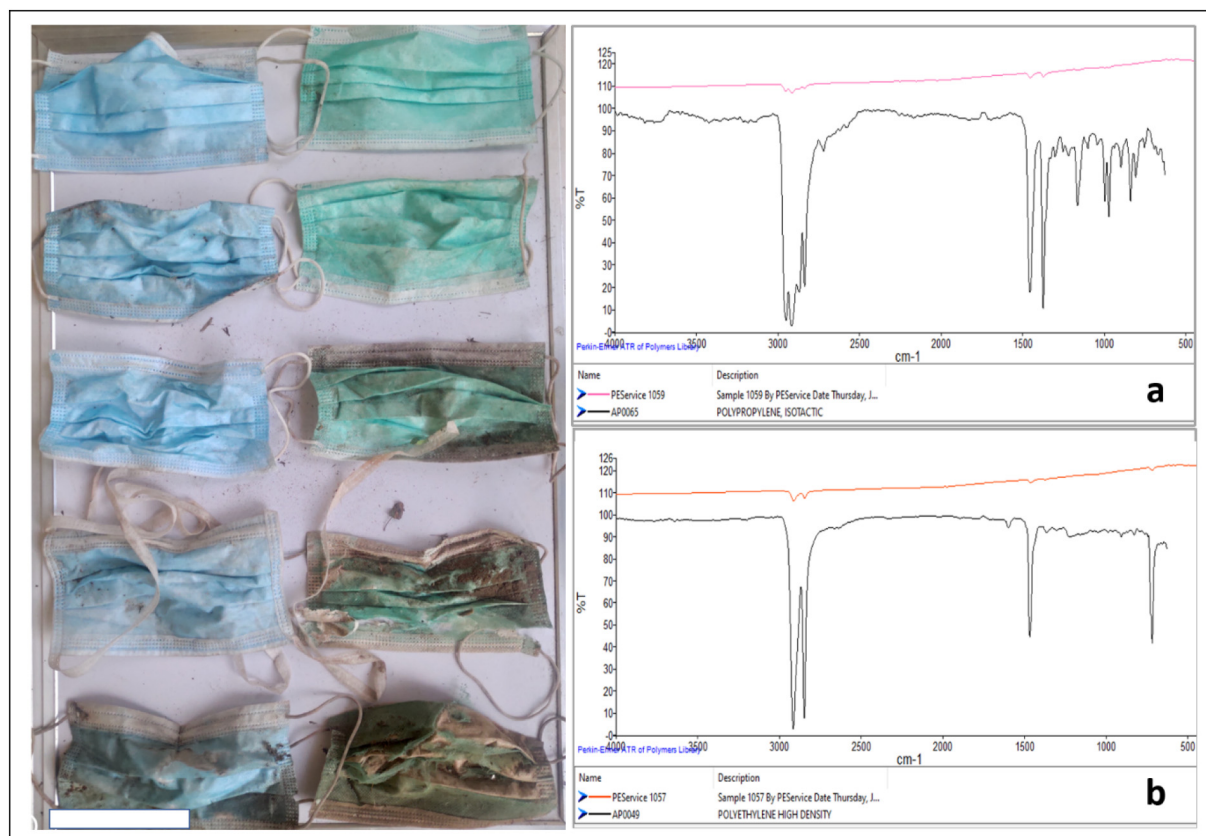 125
120
110
100
90
80
70
60
50
40
30
20
10
-0
%T
4000 3500 3000 2500 2000 1500 1000 500
cm-1
Perkin-Elmer ATR of Polymers Library
Name Description
PEService 1059 Sample 1059 By PEService Date Thursday, J...
AP0065 POLYPROPYLENE, ISOTACTIC
a
126
120
110
100
90
80
70
60
50
40
30
20
10
0
%T
4000 3500 3000 2500 2000 1500 1000 500
cm-1
Perkin-Elmer ATR of Polymers Library
Name Description
PEService 1057 Sample 1057 By PEService Date Thursday, J...
AP0049 POLYETHYLENE HIGH DENSITY
b